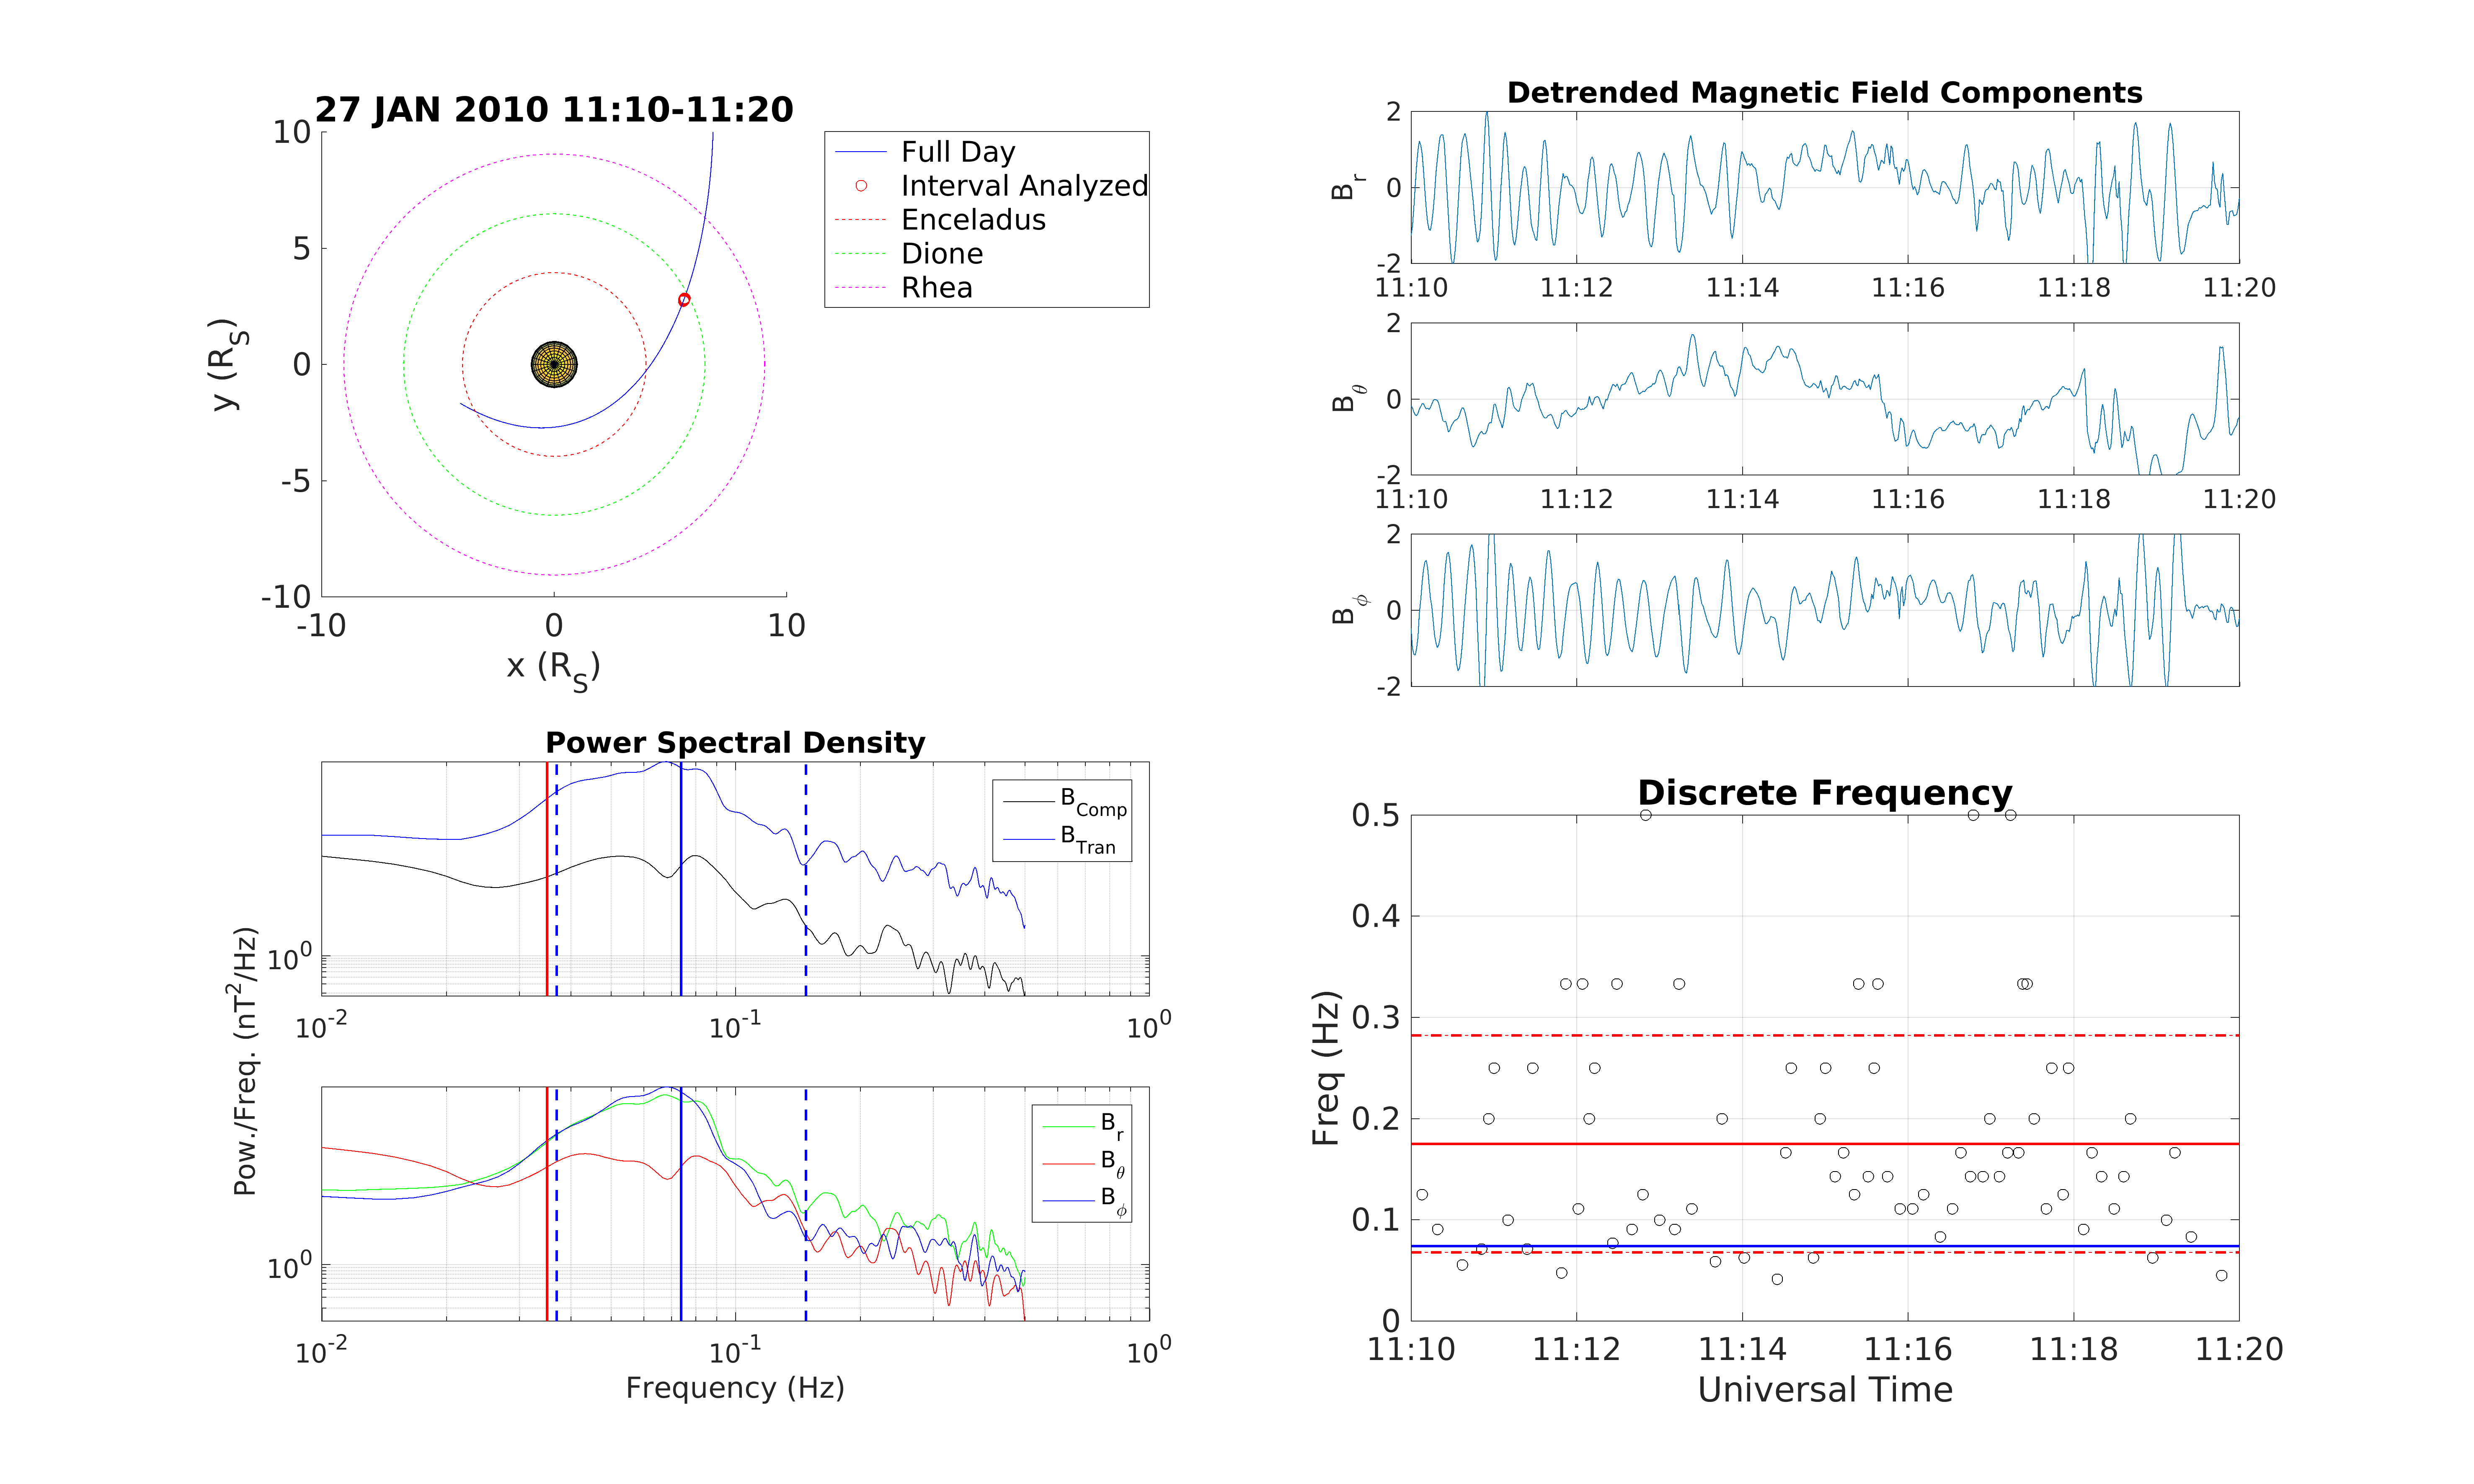 27 JAN 2010 11:10-11:20
10
5
0
-5
-10
-10
0
10
y (R_S)
x (R_S)
Full Day
Interval Analyzed
Enceladus
Dione
Rhea
Detrended Magnetic Field Components
2
0
-2
B_r
11:10
11:12
11:14
11:16
11:18
11:20
2
0
-2
B_θ
11:10
11:12
11:14
11:16
11:18
11:20
2
0
-2
B_ϕ
Power Spectral Density
B_Comp
B_Tran
10^0
10^-2
10^-1
10^0
Pow./Freq. (nT^2/Hz)
B_r
B_θ
B_ϕ
10^0
10^-2
10^-1
10^0
Frequency (Hz)
Discrete Frequency
0.5
0.4
0.3
0.2
0.1
0
Freq (Hz)
11:10
11:12
11:14
11:16
11:18
11:20
Universal Time